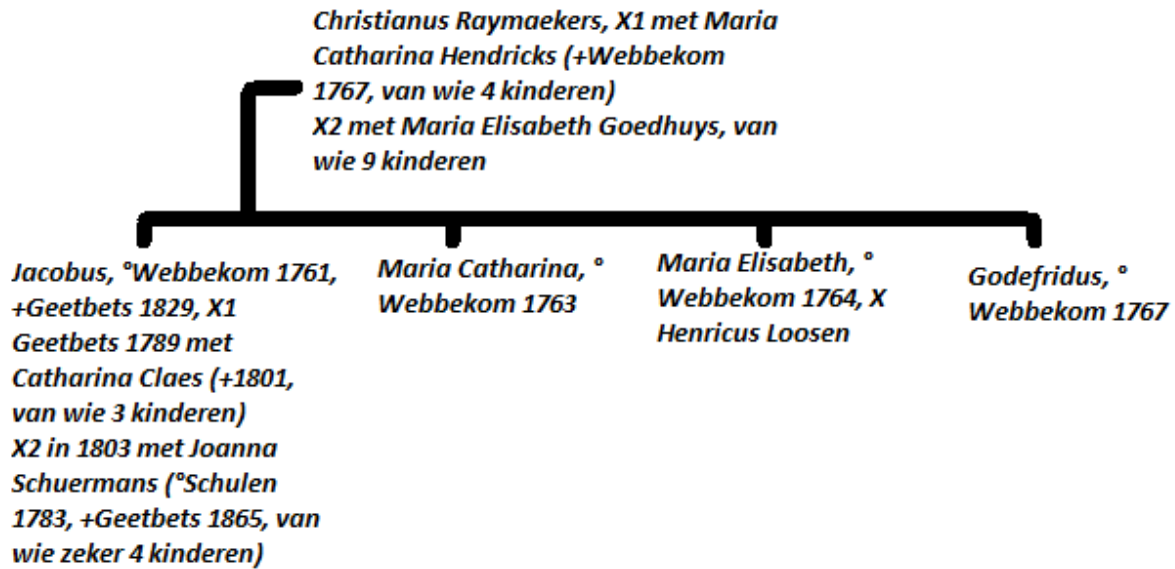 Christianus Raymaekers, X1 met Maria
Catharina Hendricks (+Webbekom
1767, van wie 4 kinderen)
X2 met Maria Elisabeth Goedhuys, van
wie 9 kinderen
Jacobus, °Webbekom 1761,
+Geetbets 1829, X1
Geetbets 1789 met
Catharina Claes (+1801,
van wie 3 kinderen)
X2 in 1803 met Joanna
Schuermans (°Schulen
1783, +Geetbets 1865, van
wie zeker 4 kinderen)
Maria Catharina, °
Webbekom 1763
Maria Elisabeth, °
Webbekom 1764, X
Henricus Loosen
Godefridus, °
Webbekom 1767